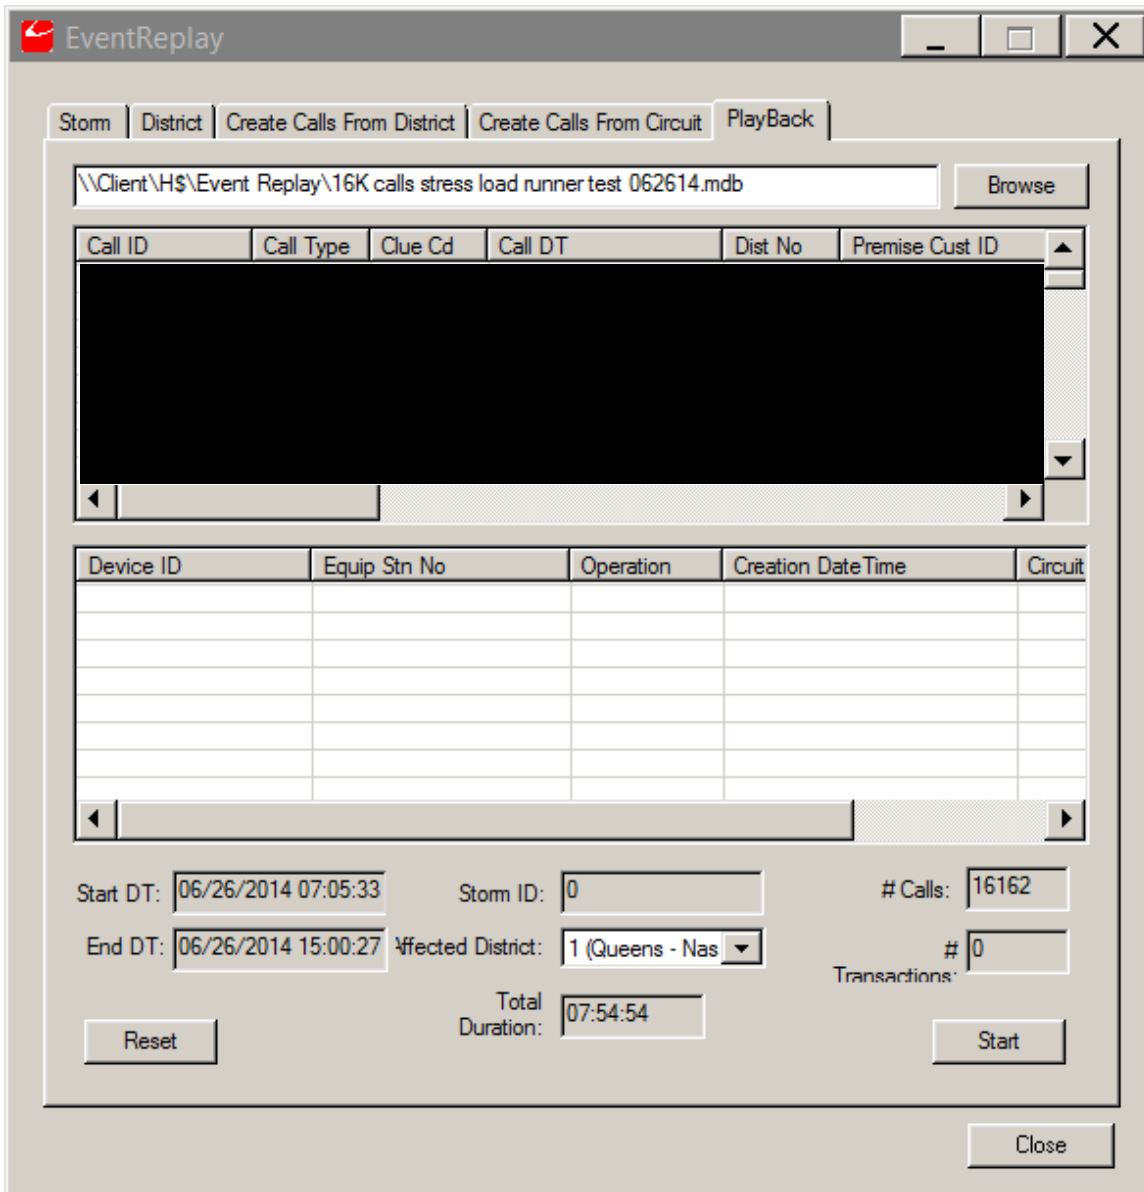 EventReplay
Storm District Create Calls From District Create Calls From Circuit PlayBack
\\Client\H$\Event Replay\16K calls stress load runner test 062614.mdb Browse
Call ID Call Type Clue Cd Call DT Dist No Premise Cust ID
Device ID Equip Stn No Operation Creation DateTime Circuit
Start DT: 06/26/2014 07:05:33 Storm ID: 0 # Calls: 16162
End DT: 06/26/2014 15:00:27 Affected District: 1 (Queens - Nas #
Transactions: 0
Total
Duration: 07:54:54
Reset Start
Close